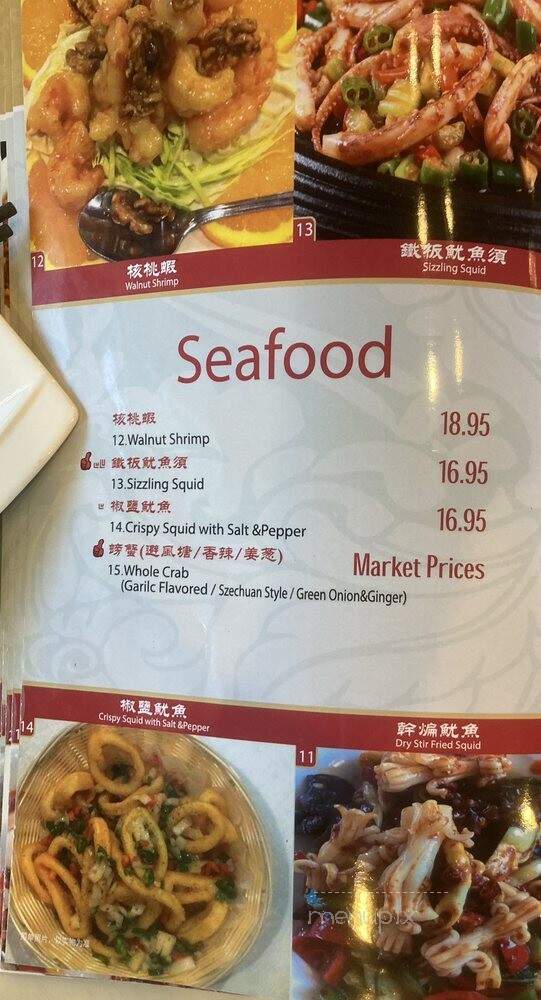 12
核桃蝦
Walnut Shrimp
13
鐵板魷魚須
Sizzling Squid
Seafood
核桃蝦
12.Walnut Shrimp
18.95
鐵板魷魚須
13.Sizzling Squid
16.95
椒鹽魷魚
14.Crispy Squid with Salt &Pepper
16.95
螃蟹(避風塘/香辣/姜葱)
15.Whole Crab
Market Prices
(Garilc Flavored / Szechuan Style / Green Onion&Ginger)
14
椒鹽魷魚
Crispy Squid with Salt &Pepper
11
幹煸魷魚
Dry Stir Fried Squid
menupix